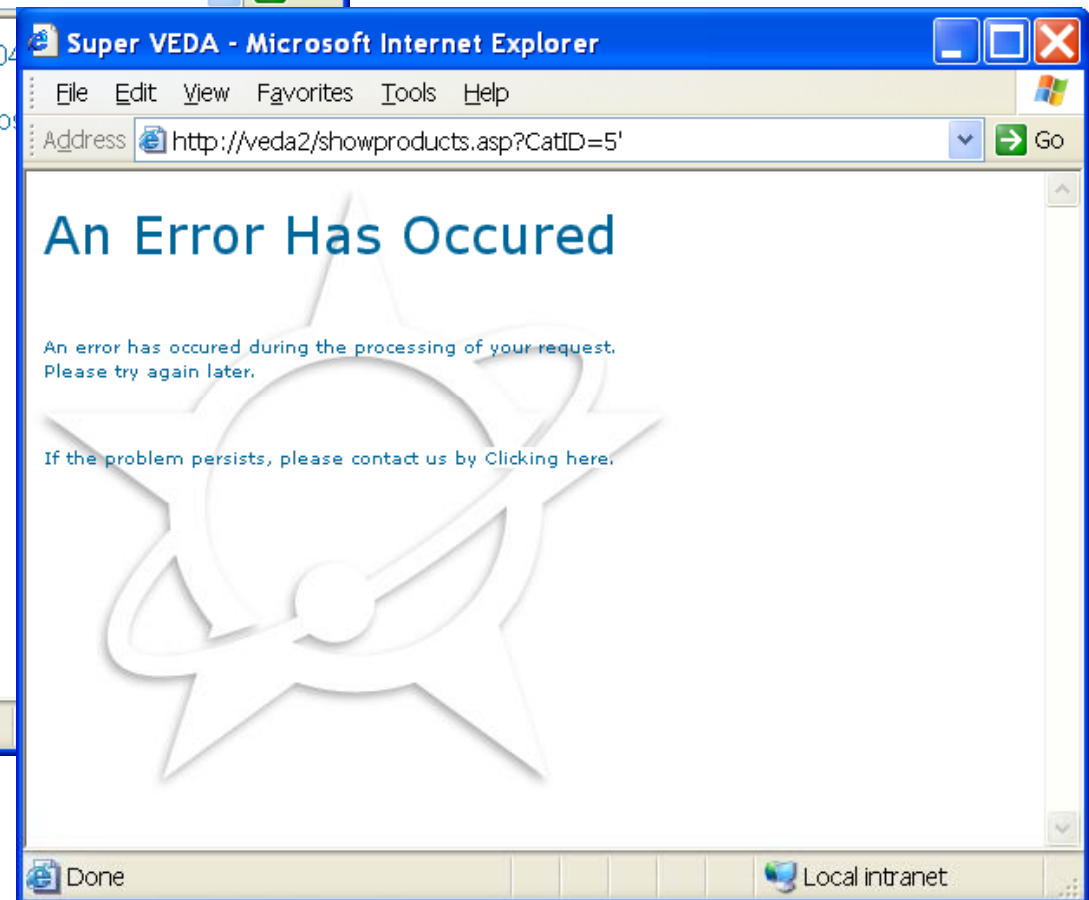 Super VEDA - Microsoft Internet Explorer
File Edit View Favorites Tools Help
Address http://veda2/showproducts.asp?CatID=5' Go
An Error Has Occured
An error has occured during the processing of your request.
Please try again later.
If the problem persists, please contact us by Clicking here.
Done Local intranet